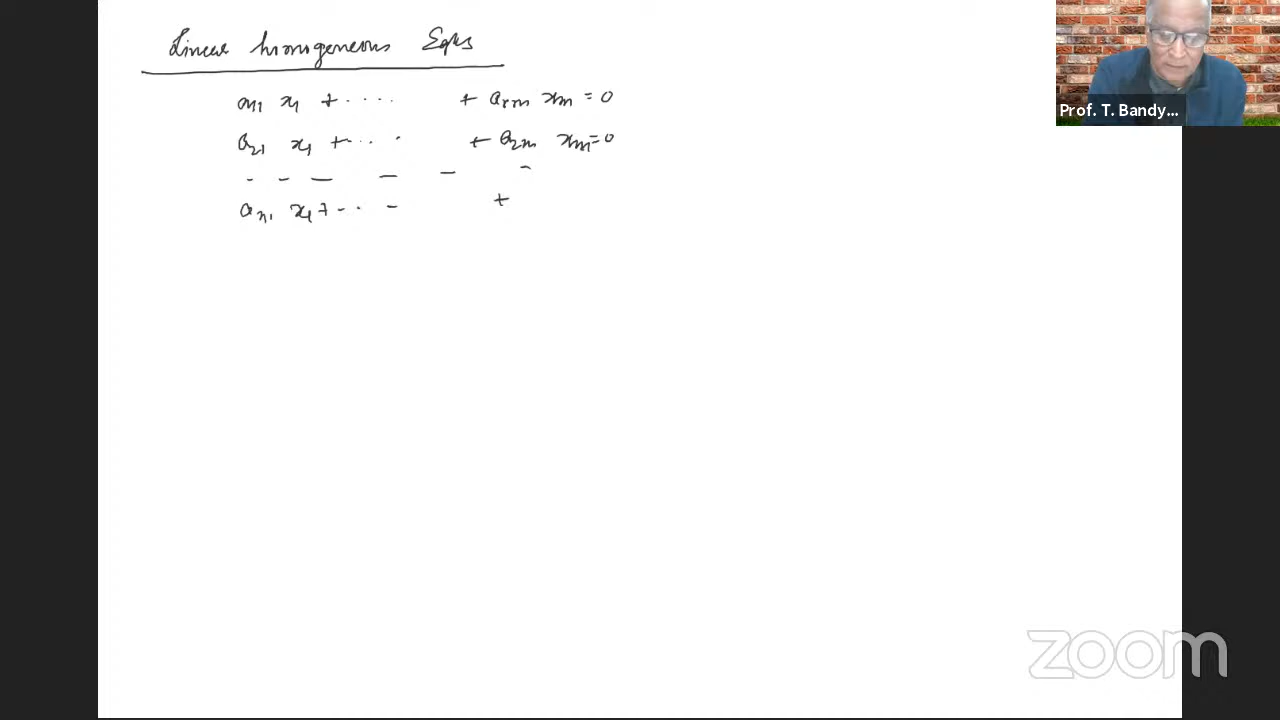 Linear homogeneous Eqns
a11 x1 + .... + a1m xm = 0
a21 x1 + ... . + a2m xm = 0
- - - - - -
an1 x1 + -.. - +
Prof. T. Bandy...
zoom